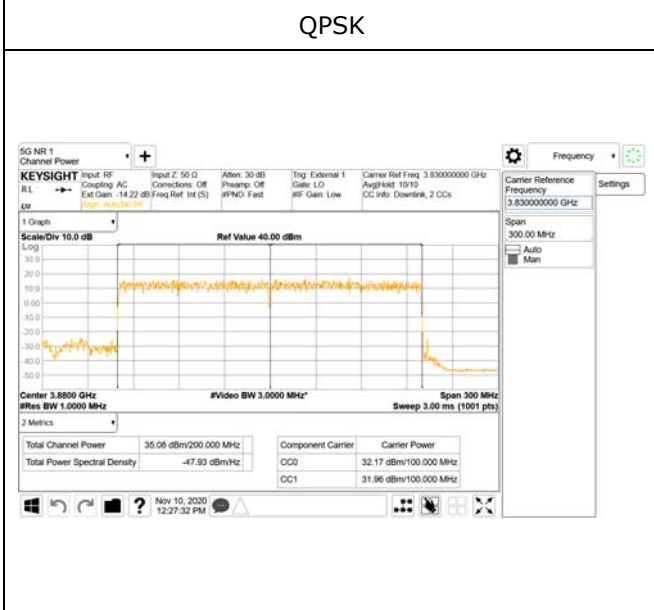 QPSK
5G NR 1
Channel Power
+
Frequency
KEYSIGHT
RL
Input: RF
Coupling: AC
Ext Gain: -14.22 dB
Align: Auto/No RF
Input Z: 50 Ω
Corrections: Off
Freq Ref: Int (S)
Atten: 30 dB
Preamp: Off
#PNO: Fast
Trig: External 1
Gate: LO
#IF Gain: Low
Carrier Ref Freq: 3.830000000 GHz
Avg|Hold: 10/10
CC Info: Downlink, 2 CCs
Carrier Reference
Frequency
3.830000000 GHz
Settings
Span
300.00 MHz
Auto
Man
1 Graph
Scale/Div 10.0 dB
Ref Value 40.00 dBm
Log
30.0
20.0
10.0
0.00
-10.0
-20.0
-30.0
-40.0
-50.0
Center 3.8800 GHz
#Video BW 3.0000 MHz*
Span 300 MHz
#Res BW 1.0000 MHz
Sweep 3.00 ms (1001 pts)
2 Metrics
Total Channel Power 35.08 dBm/200.000 MHz
Total Power Spectral Density -47.93 dBm/Hz
Component Carrier Carrier Power
CC0 32.17 dBm/100.000 MHz
CC1 31.96 dBm/100.000 MHz
?
Nov 10, 2020
12:27:32 PM